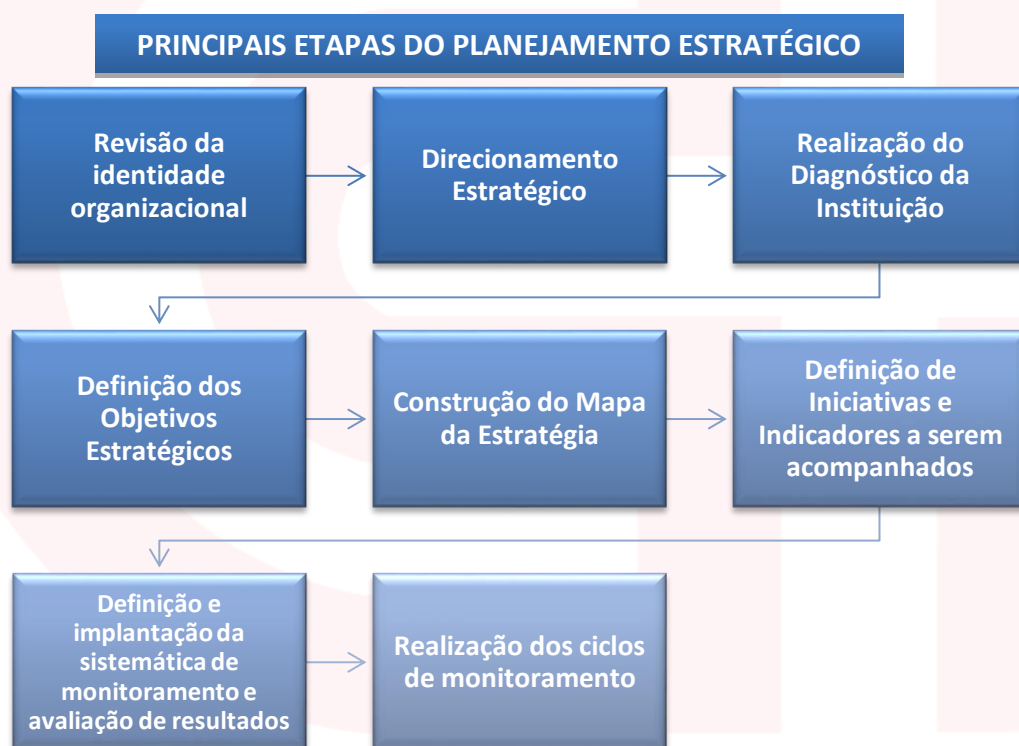 PRINCIPAIS ETAPAS DO PLANEJAMENTO ESTRATÉGICO
Revisão da
identidade
organizacional
Direcionamento
Estratégico
Realização do
Diagnóstico da
Instituição
Definição dos
Objetivos
Estratégicos
Construção do Mapa
da Estratégia
Definição de
Iniciativas e
Indicadores a serem
acompanhados
Definição e
implantação da
sistemática de
monitoramento e
avaliação de resultados
Realização dos ciclos
de monitoramento